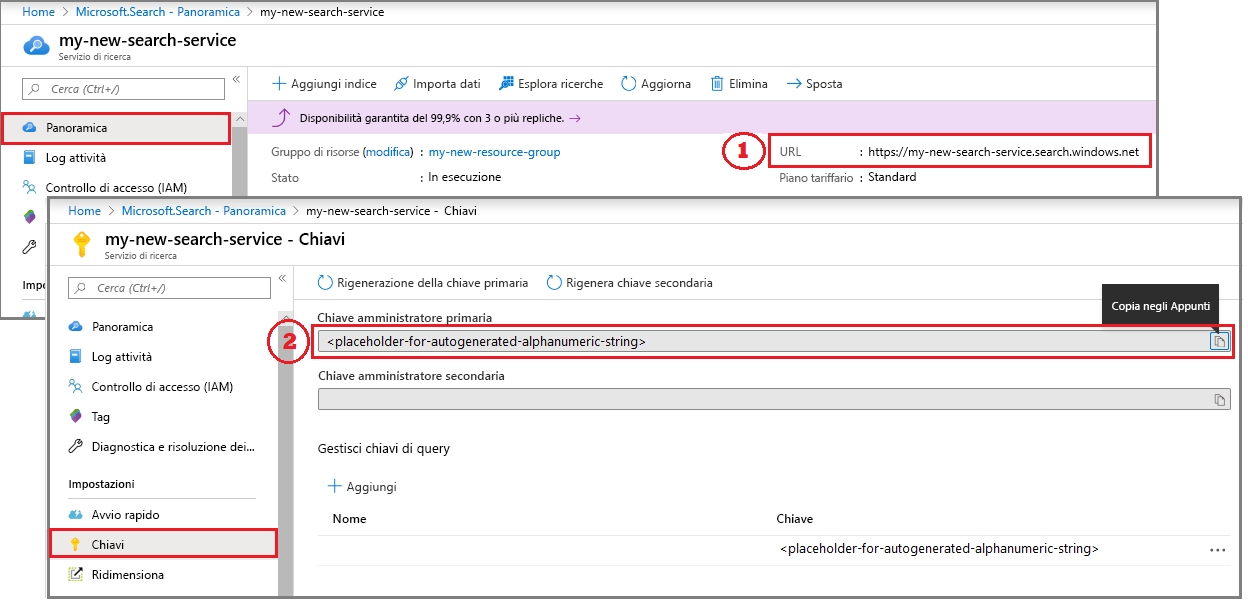 Home > Microsoft.Search - Panoramica > my-new-search-service
my-new-search-service
Servizio di ricerca
Cerca (Ctrl+/)
«
Panoramica
Log attività
Controllo di accesso (IAM)
Impo
Aggiungi indice
Importa dati
Esplora ricerche
Aggiorna
Elimina
Sposta
Disponibilità garantita del 99,9% con 3 o più repliche. →
Gruppo di risorse (modifica) : my-new-resource-group
Stato : In esecuzione
1
URL : https://my-new-search-service.search.windows.net
Piano tariffario : Standard
Home > Microsoft.Search - Panoramica > my-new-search-service - Chiavi
my-new-search-service - Chiavi
Servizio di ricerca
Cerca (Ctrl+/)
«
Panoramica
Log attività
Controllo di accesso (IAM)
Tag
Diagnostica e risoluzione dei...
Impostazioni
Avvio rapido
Chiavi
Ridimensiona
Rigenerazione della chiave primaria
Rigenera chiave secondaria
Copia negli Appunti
Chiave amministratore primaria
2
<placeholder-for-autogenerated-alphanumeric-string>
Chiave amministratore secondaria
Gestisci chiavi di query
Aggiungi
Nome Chiave
<placeholder-for-autogenerated-alphanumeric-string>
...